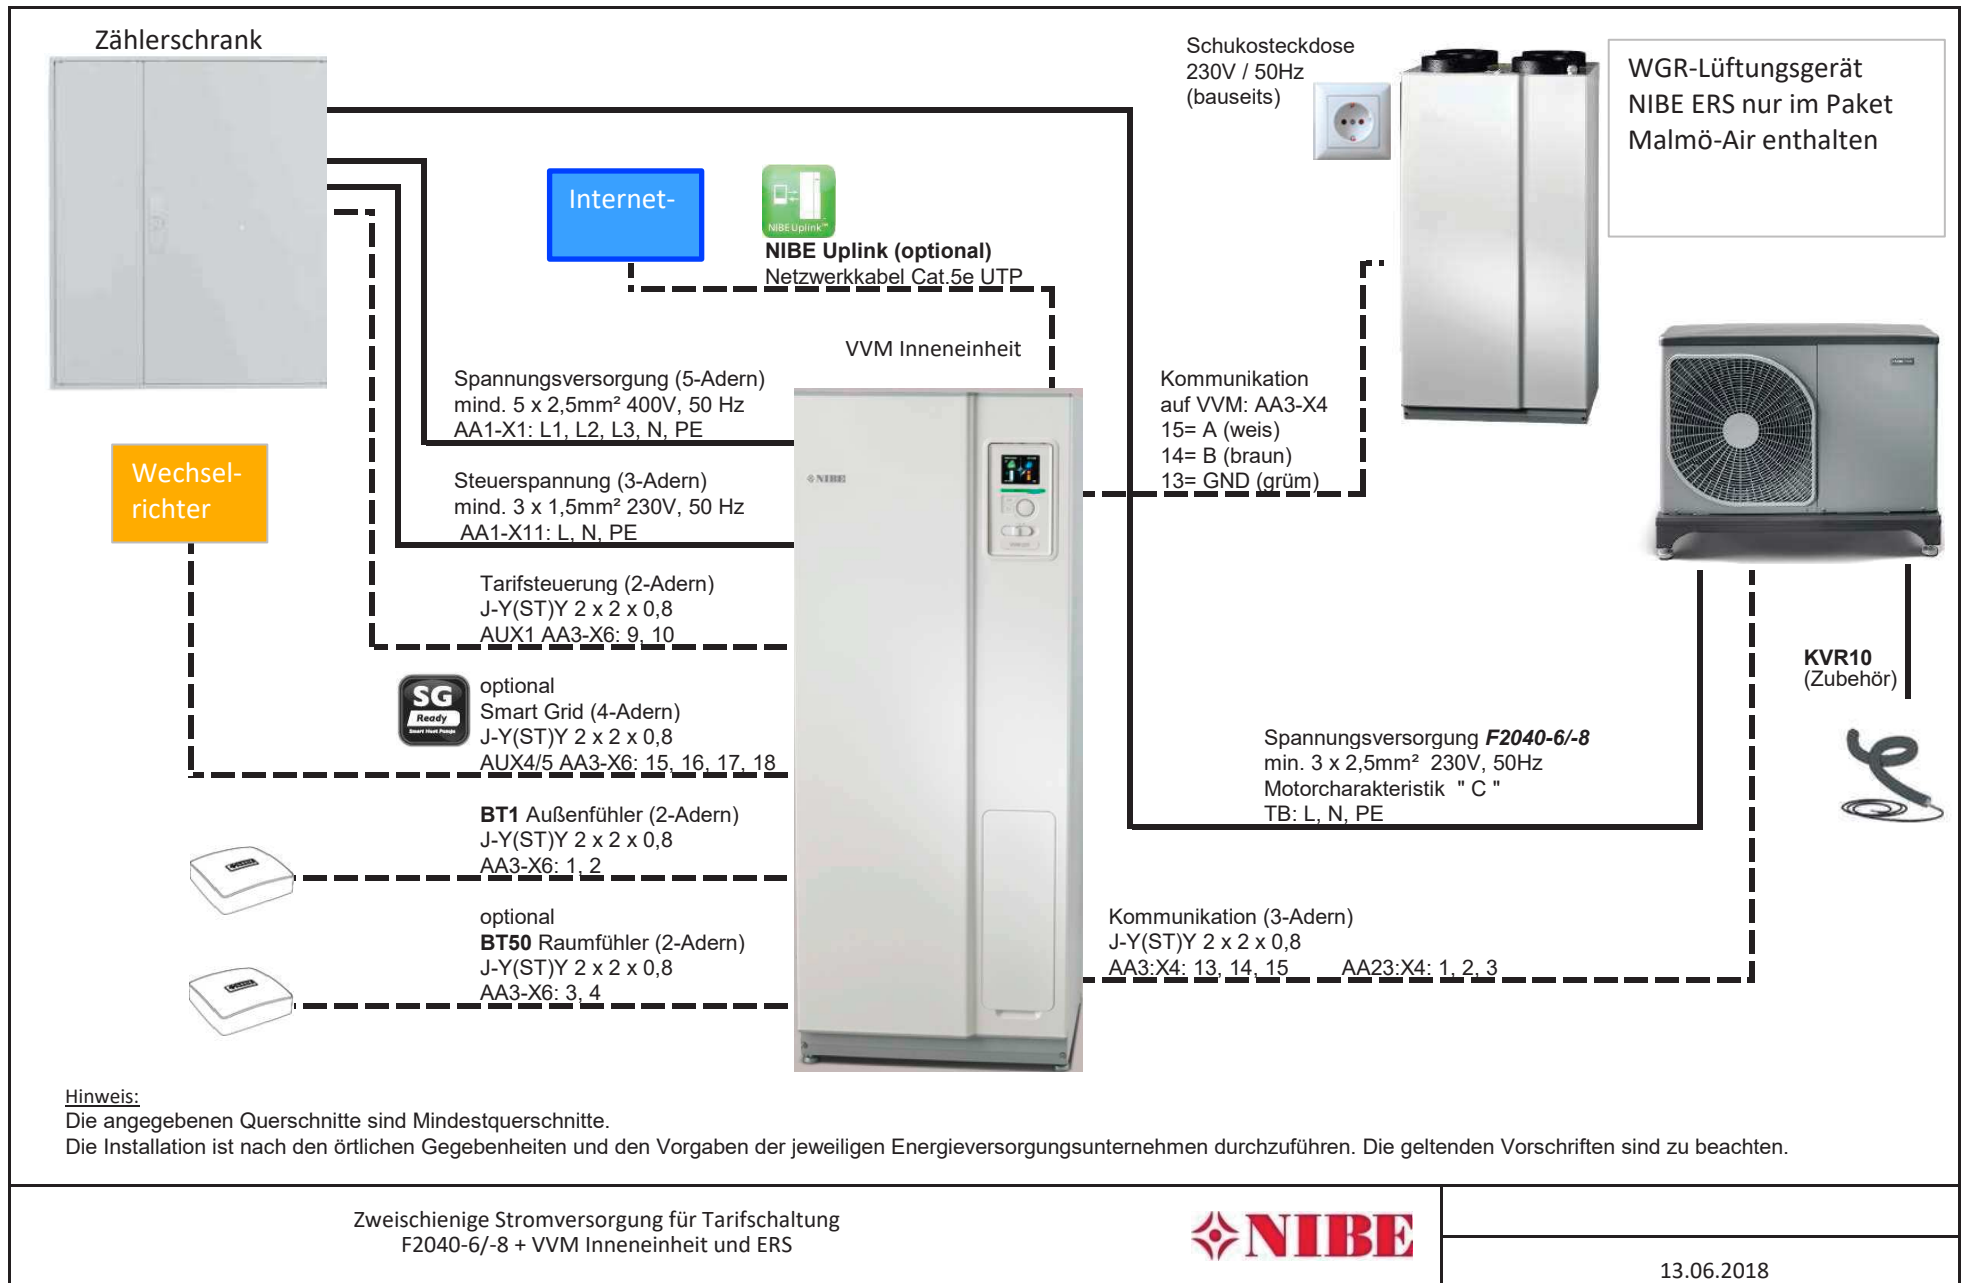 Zählerschrank
Schukosteckdose
230V / 50Hz
(bauseits)
WGR-Lüftungsgerät
NIBE ERS nur im Paket
Malmö-Air enthalten
Internet-
NIBE Uplink™
NIBE Uplink (optional)
Netzwerkkabel Cat.5e UTP
VVM Inneneinheit
Spannungsversorgung (5-Adern)
mind. 5 x 2,5mm² 400V, 50 Hz
AA1-X1: L1, L2, L3, N, PE
Kommunikation
auf VVM: AA3-X4
15= A (weis)
14= B (braun)
13= GND (grüm)
Wechsel-
richter
Steuerspannung (3-Adern)
mind. 3 x 1,5mm² 230V, 50 Hz
AA1-X11: L, N, PE
NIBE
Tarifsteuerung (2-Adern)
J-Y(ST)Y 2 x 2 x 0,8
AUX1 AA3-X6: 9, 10
SG
Ready
Smart Heat Pumps
optional
Smart Grid (4-Adern)
J-Y(ST)Y 2 x 2 x 0,8
AUX4/5 AA3-X6: 15, 16, 17, 18
KVR10
(Zubehör)
Spannungsversorgung F2040-6/-8
min. 3 x 2,5mm² 230V, 50Hz
Motorcharakteristik " C "
TB: L, N, PE
BT1 Außenfühler (2-Adern)
J-Y(ST)Y 2 x 2 x 0,8
AA3-X6: 1, 2
optional
BT50 Raumfühler (2-Adern)
J-Y(ST)Y 2 x 2 x 0,8
AA3-X6: 3, 4
Kommunikation (3-Adern)
J-Y(ST)Y 2 x 2 x 0,8
AA3:X4: 13, 14, 15 AA23:X4: 1, 2, 3
Hinweis:
Die angegebenen Querschnitte sind Mindestquerschnitte.
Die Installation ist nach den örtlichen Gegebenheiten und den Vorgaben der jeweiligen Energieversorgungsunternehmen durchzuführen. Die geltenden Vorschriften sind zu beachten.
Zweischienige Stromversorgung für Tarifschaltung
F2040-6/-8 + VVM Inneneinheit und ERS
NIBE
13.06.2018